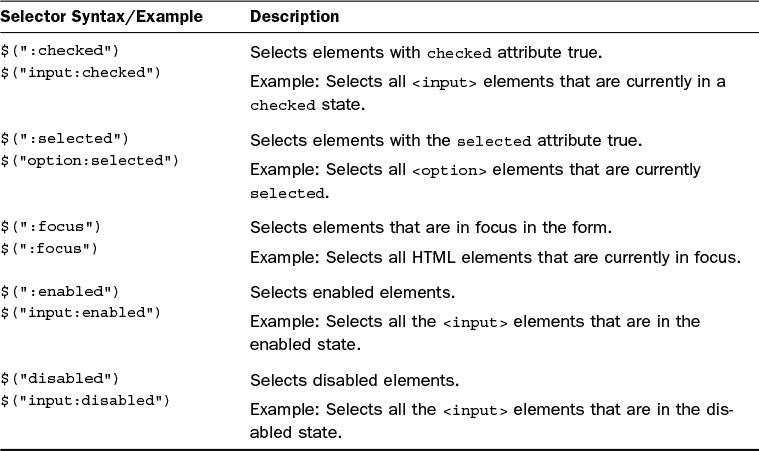 Selector Syntax/Example Description
$(":checked") Selects elements with checked attribute true.
$("input:checked") Example: Selects all <input> elements that are currently in a
checked state.
$(":selected") Selects elements with the selected attribute true.
$("option:selected") Example: Selects all <option> elements that are currently
selected.
$(":focus") Selects elements that are in focus in the form.
$(":focus") Example: Selects all HTML elements that are currently in focus.
$(":enabled") Selects enabled elements.
$("input:enabled") Example: Selects all the <input> elements that are in the
enabled state.
$("disabled") Selects disabled elements.
$("input:disabled") Example: Selects all the <input> elements that are in the dis-
abled state.